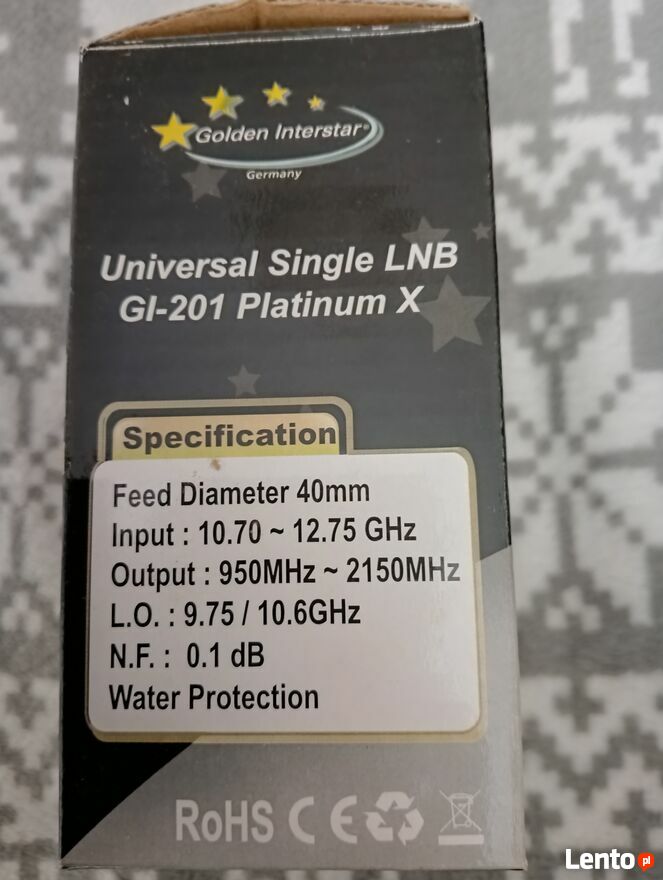 Golden Interstar®
Germany
Universal Single LNB
GI-201 Platinum X
Specification
Feed Diameter 40mm
Input : 10.70 ~ 12.75 GHz
Output : 950MHz ~ 2150MHz
L.O. : 9.75 / 10.6GHz
N.F. : 0.1 dB
Water Protection
RoHS CE
Lento.pl